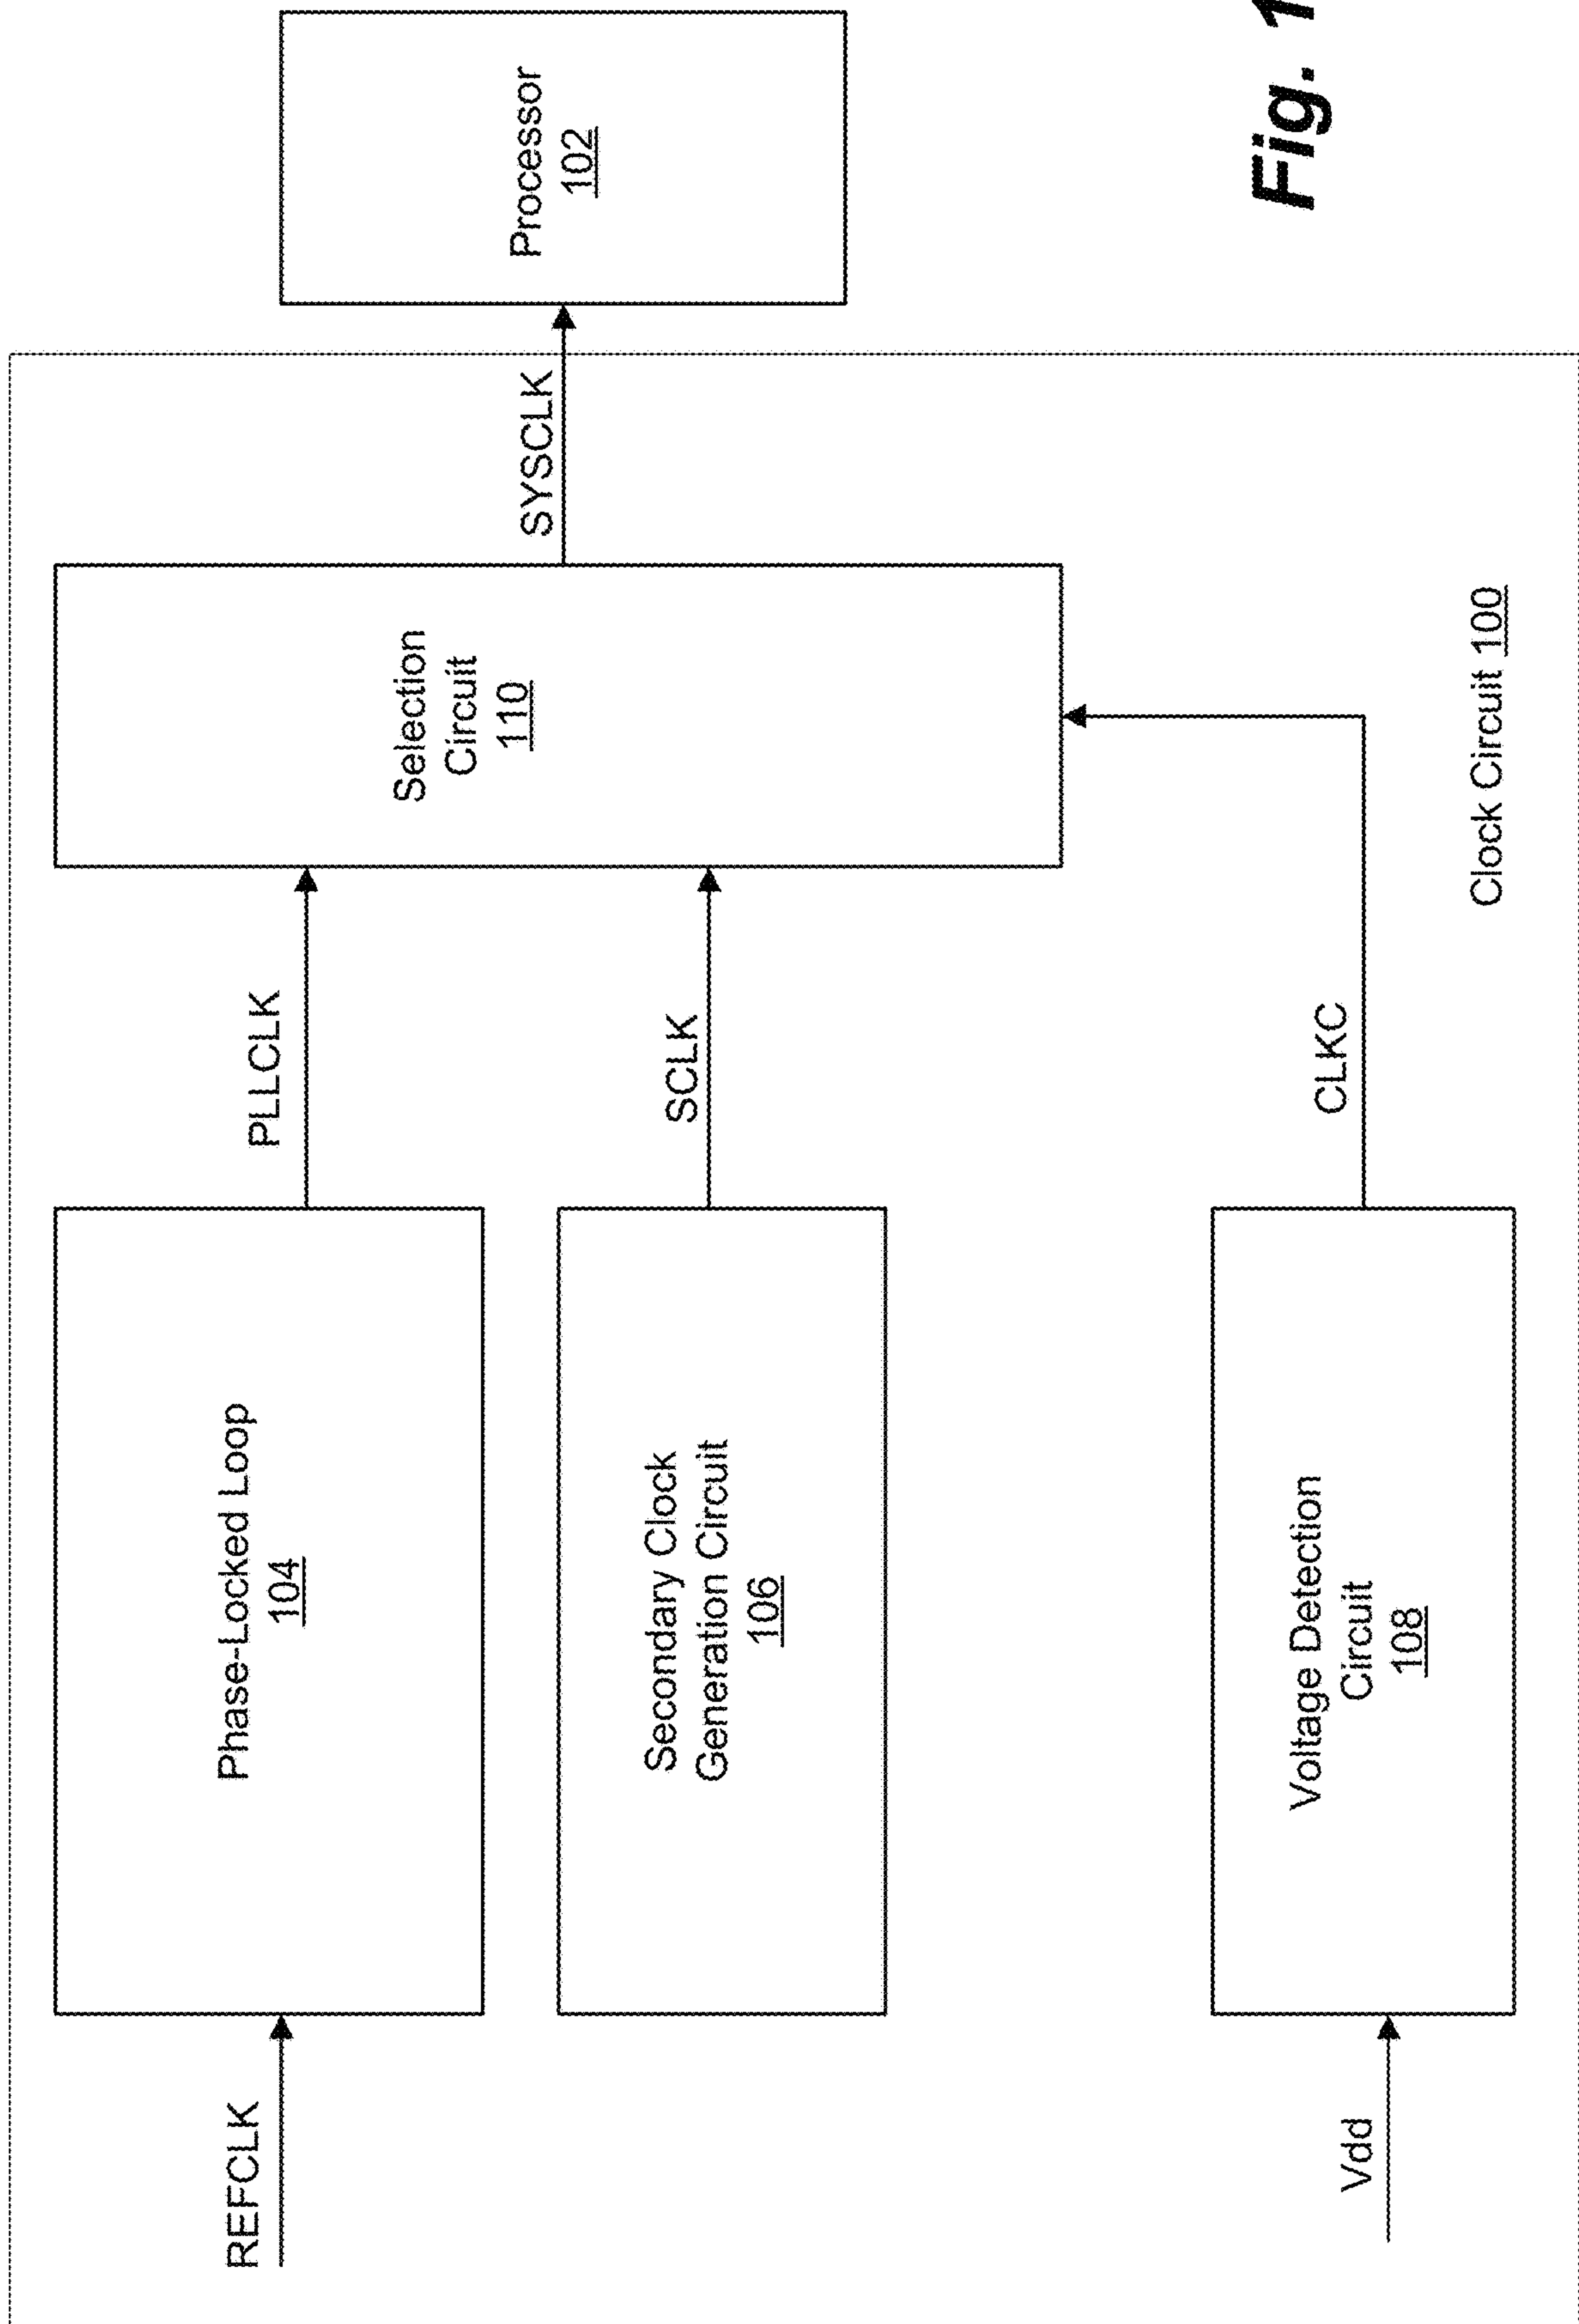 REFCLK
Phase-Locked Loop
104
PLLCLK
Secondary Clock
Generation Circuit
106
SCLK
Selection
Circuit
110
SYSCLK
Processor
102
Vdd
Voltage Detection
Circuit
108
CLKC
Clock Circuit 100
Fig. 1